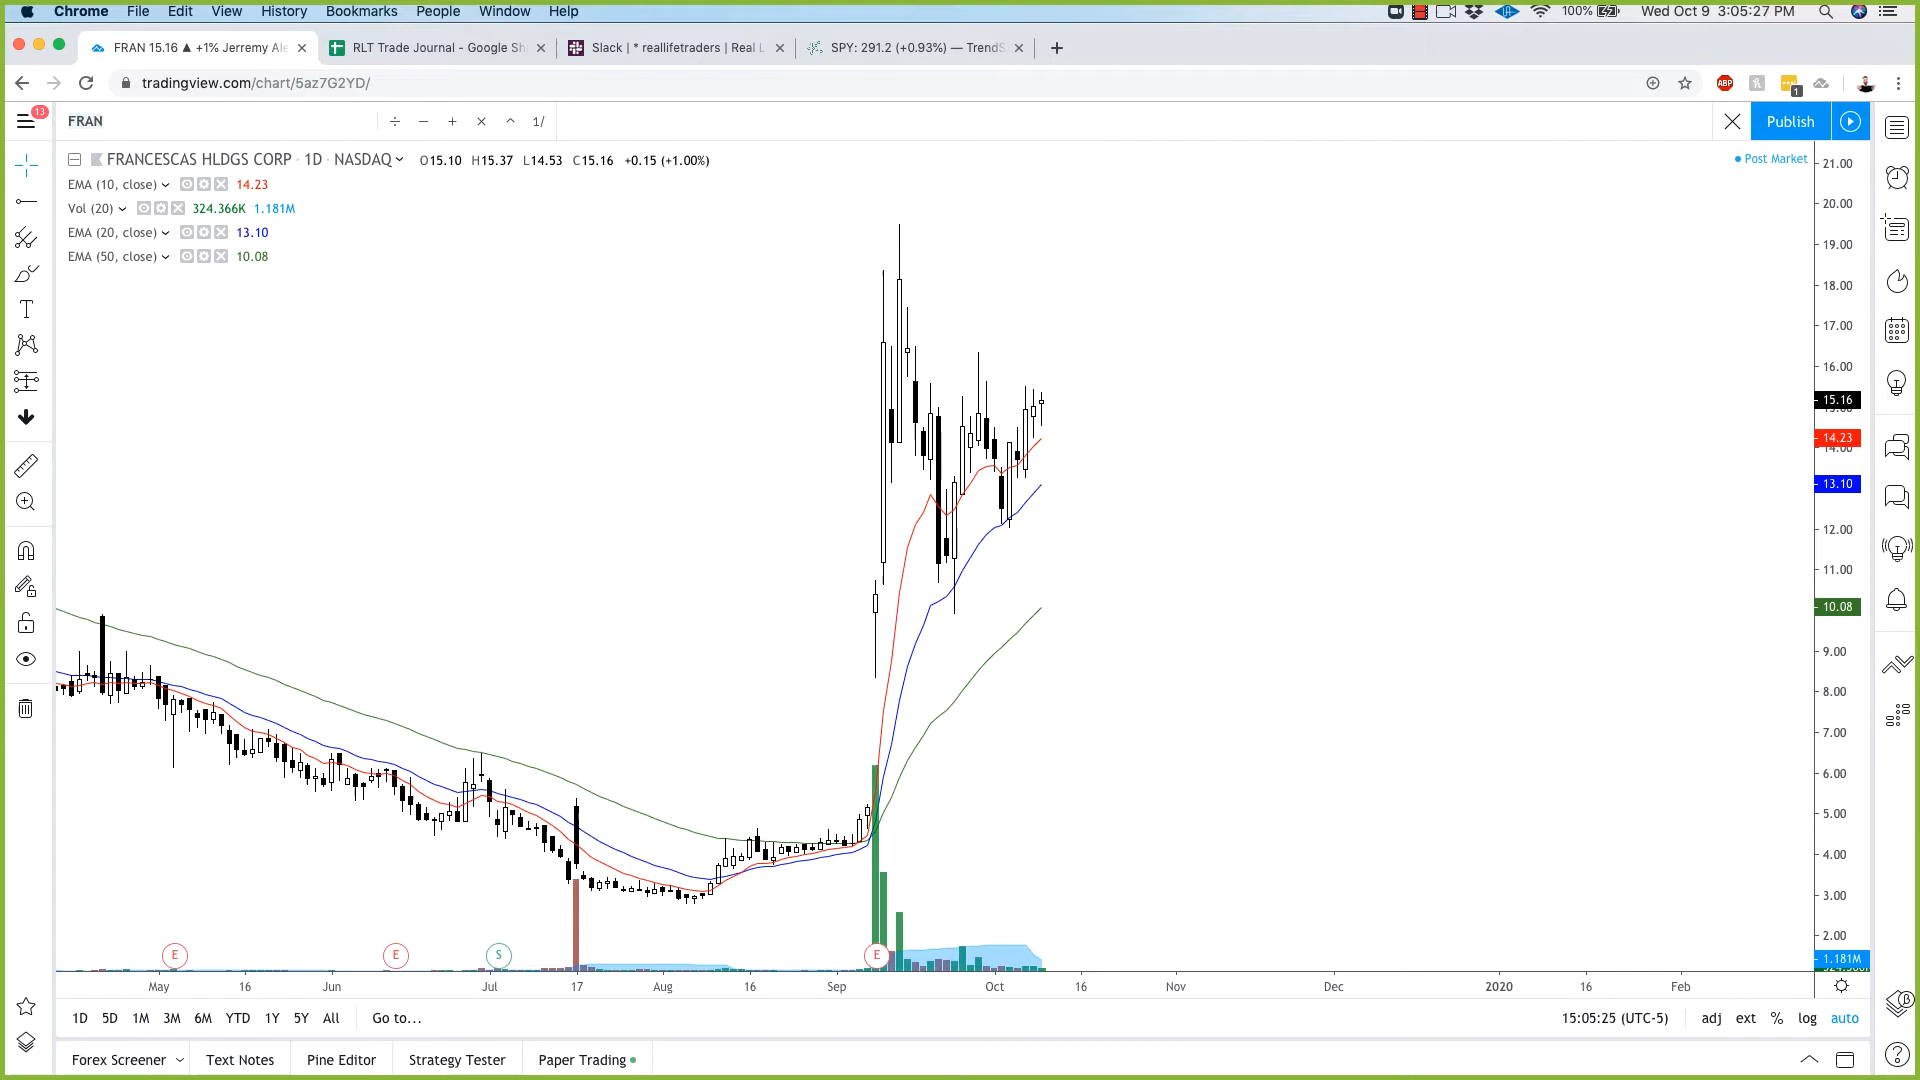 Chrome File Edit View History Bookmarks People Window Help 100% Wed Oct 9 3:05:27 PM
FRAN 15.16 ▲ +1% Jerremy Ale
RLT Trade Journal - Google Sh
Slack | * reallifetraders | Real L
SPY: 291.2 (+0.93%) — TrendS
tradingview.com/chart/5az7G2YD/
ABP
1
13
FRAN
÷ − + × ^ 1/
Publish
FRANCESCAS HLDGS CORP · 1D · NASDAQ O15.10 H15.37 L14.53 C15.16 +0.15 (+1.00%)
Post Market
EMA (10, close) 14.23
Vol (20) 324.366K 1.181M
EMA (20, close) 13.10
EMA (50, close) 10.08
21.00
20.00
19.00
18.00
17.00
16.00
15.16
14.23
14.00
13.10
12.00
11.00
10.08
9.00
8.00
7.00
6.00
5.00
4.00
3.00
2.00
1.181M
E E S E
May 16 Jun Jul 17 Aug 16 Sep Oct 16 Nov Dec 2020 16 Feb
1D 5D 1M 3M 6M YTD 1Y 5Y All Go to... 15:05:25 (UTC-5) adj ext % log auto
Forex Screener Text Notes Pine Editor Strategy Tester Paper Trading